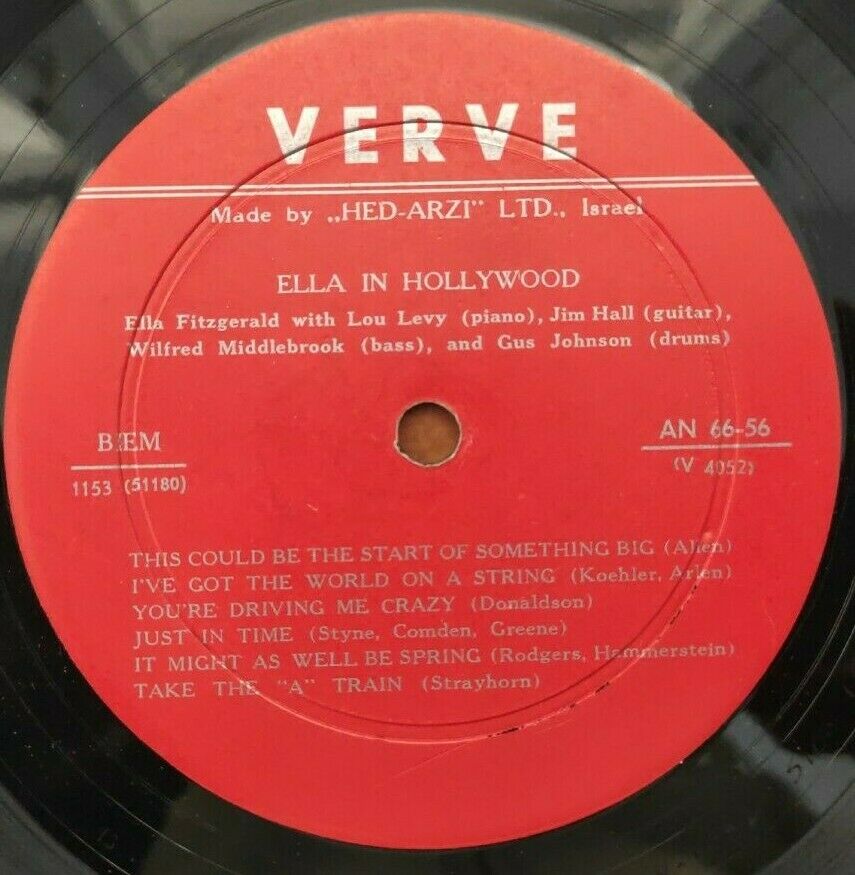 VERVE
Made by „HED-ARZI" LTD., Israel
ELLA IN HOLLYWOOD
Ella Fitzgerald with Lou Levy (piano), Jim Hall (guitar),
Wilfred Middlebrook (bass), and Gus Johnson (drums)
BIEM
1153 (51180)
AN 66-56
(V 4052)
THIS COULD BE THE START OF SOMETHING BIG (Allen)
I'VE GOT THE WORLD ON A STRING (Koehler, Arlen)
YOU'RE DRIVING ME CRAZY (Donaldson)
JUST IN TIME (Styne, Comden, Greene)
IT MIGHT AS WELL BE SPRING (Rodgers, Hammerstein)
TAKE THE "A" TRAIN (Strayhorn)